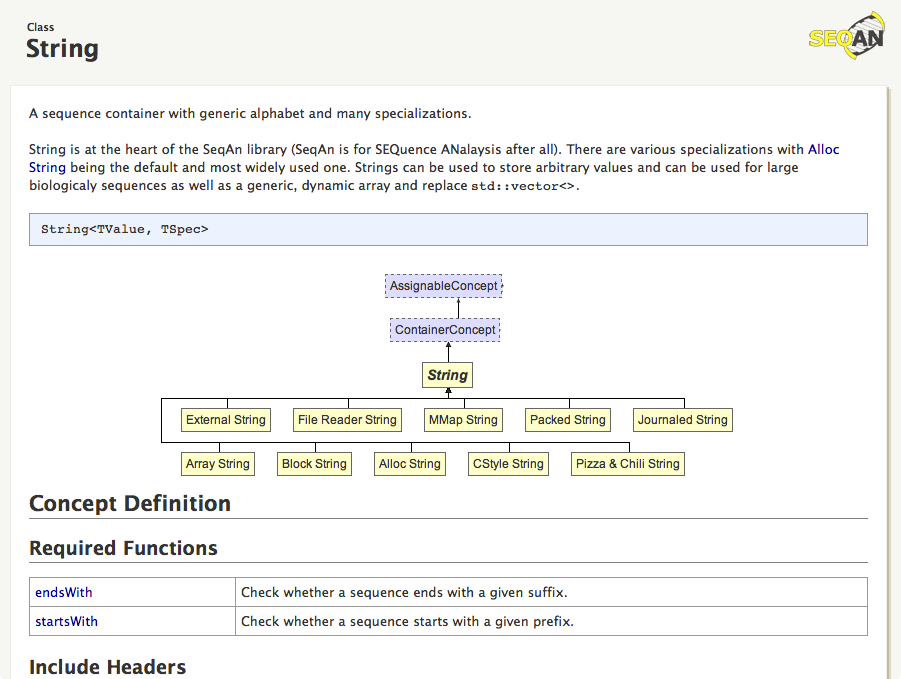 Class
String
SEQAN
A sequence container with generic alphabet and many specializations.
String is at the heart of the SeqAn library (SeqAn is for SEQuence ANalaysis after all). There are various specializations with Alloc
String being the default and most widely used one. Strings can be used to store arbitrary values and can be used for large
biologicaly sequences as well as a generic, dynamic array and replace std::vector<>.
String<TValue, TSpec>
AssignableConcept
ContainerConcept
String
External String File Reader String MMap String Packed String Journaled String
Array String Block String Alloc String CStyle String Pizza & Chili String
Concept Definition
Required Functions
endsWith Check whether a sequence ends with a given suffix.
startsWith Check whether a sequence starts with a given prefix.
Include Headers